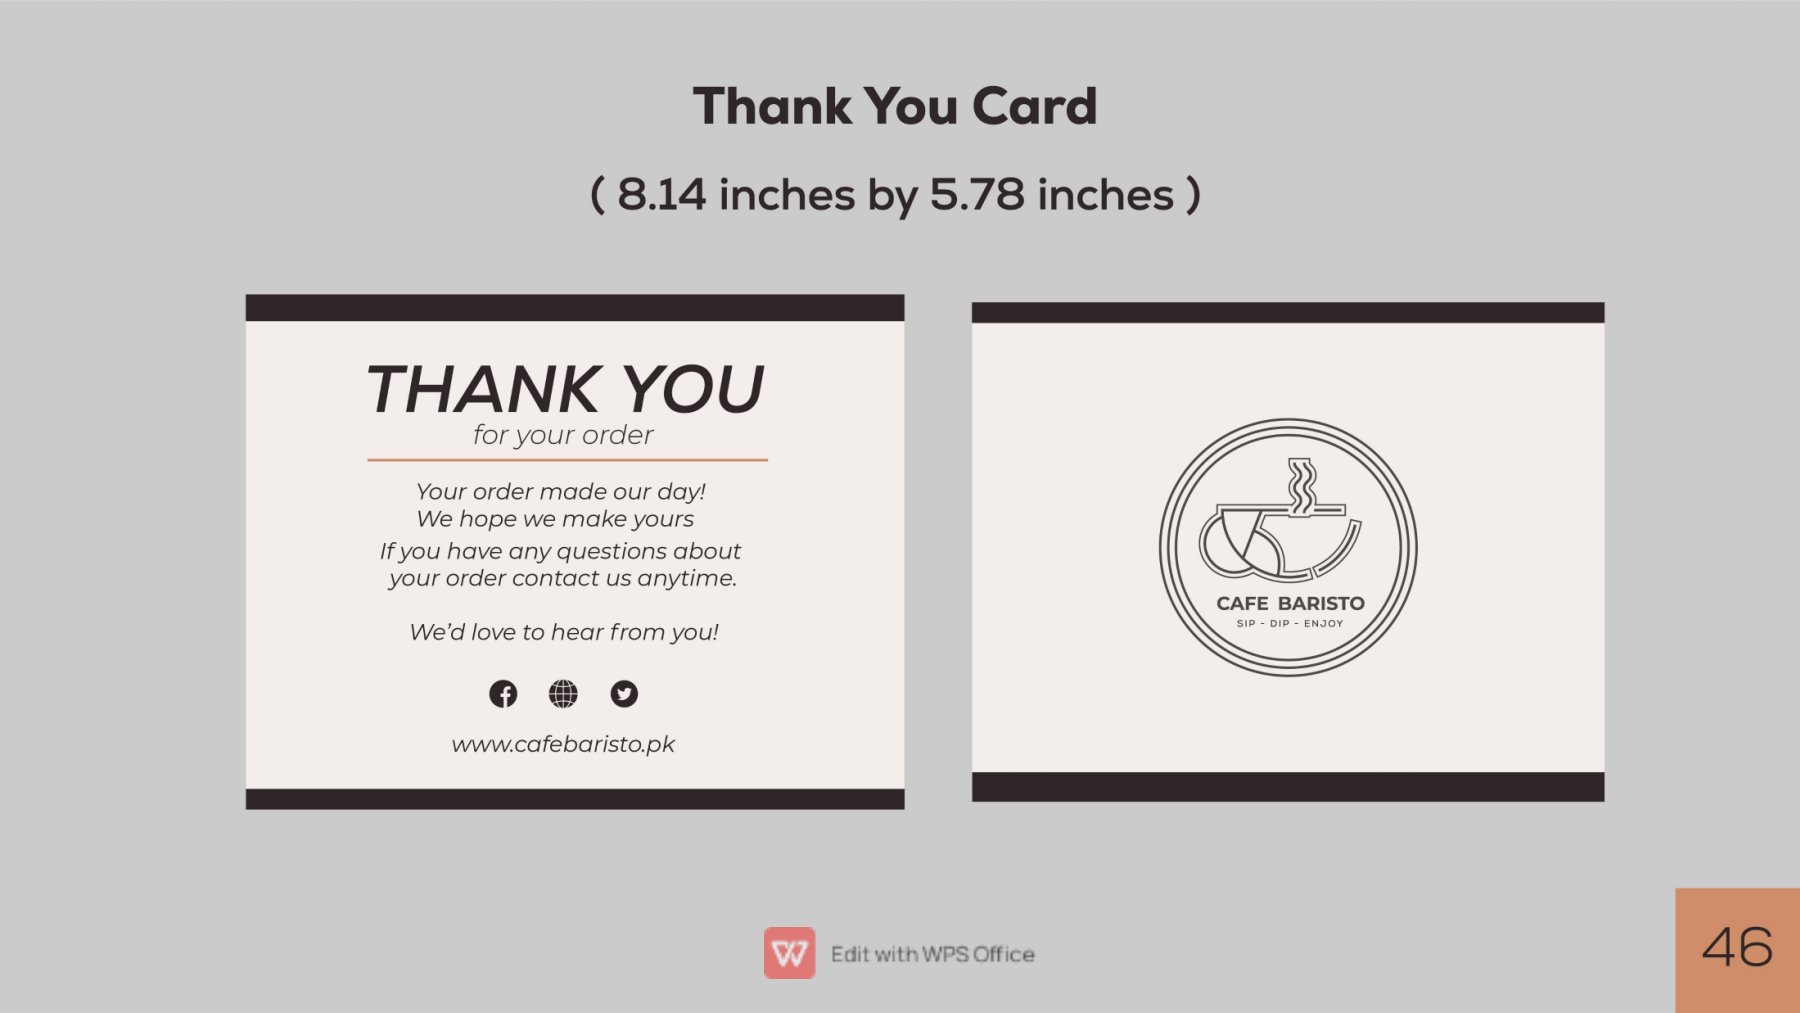 Thank You Card
( 8.14 inches by 5.78 inches )
THANK YOU
for your order
Your order made our day!
We hope we make yours
If you have any questions about
your order contact us anytime.
We’d love to hear from you!
www.cafebaristo.pk
CAFE BARISTO
SIP - DIP - ENJOY
Edit with WPS Office
46